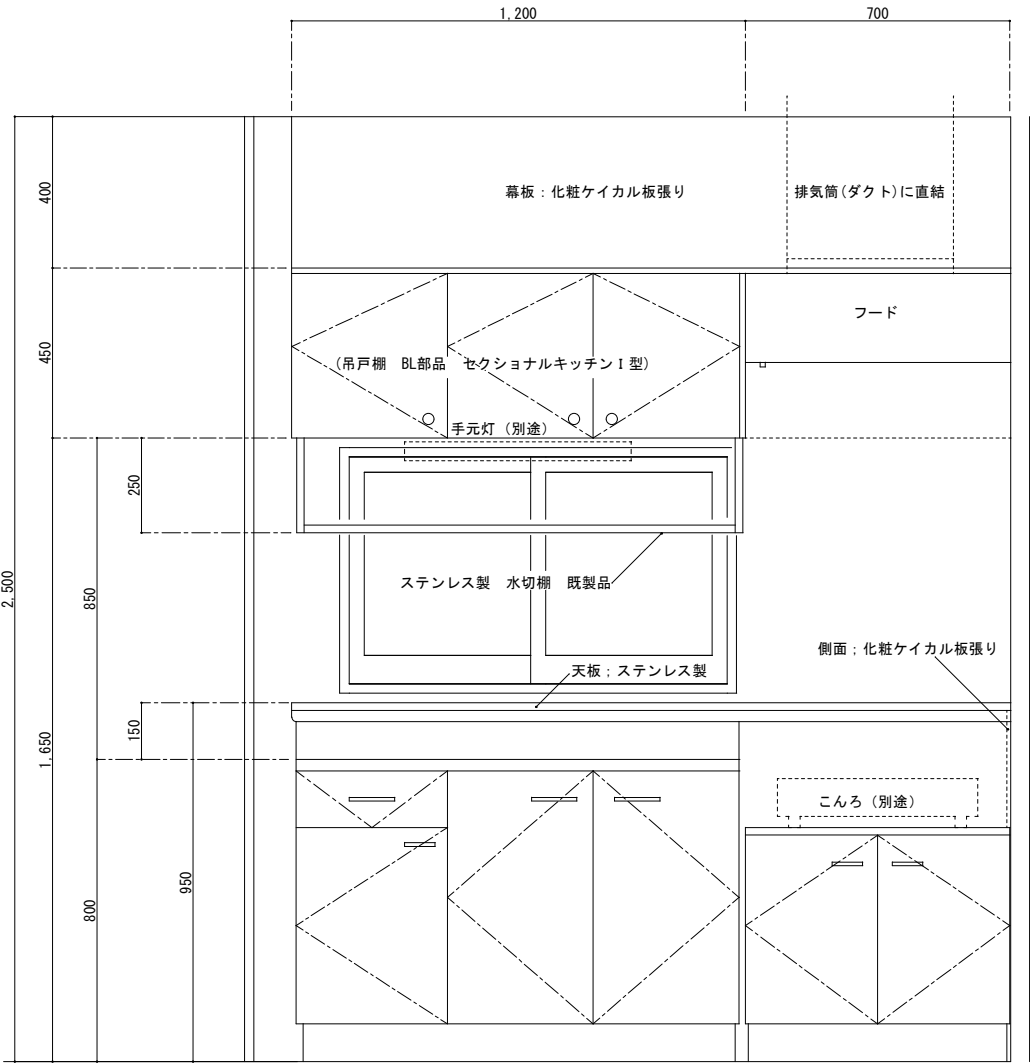 1,200
700
400
幕板：化粧ケイカル板張り
排気筒(ダクト)に直結
フード
450
(吊戸棚　BL部品　セクショナルキッチンⅠ型)
手元灯（別途）
250
2,500
850
ステンレス製　水切棚　既製品
側面；化粧ケイカル板張り
天板；ステンレス製
150
1,650
こんろ（別途）
950
800